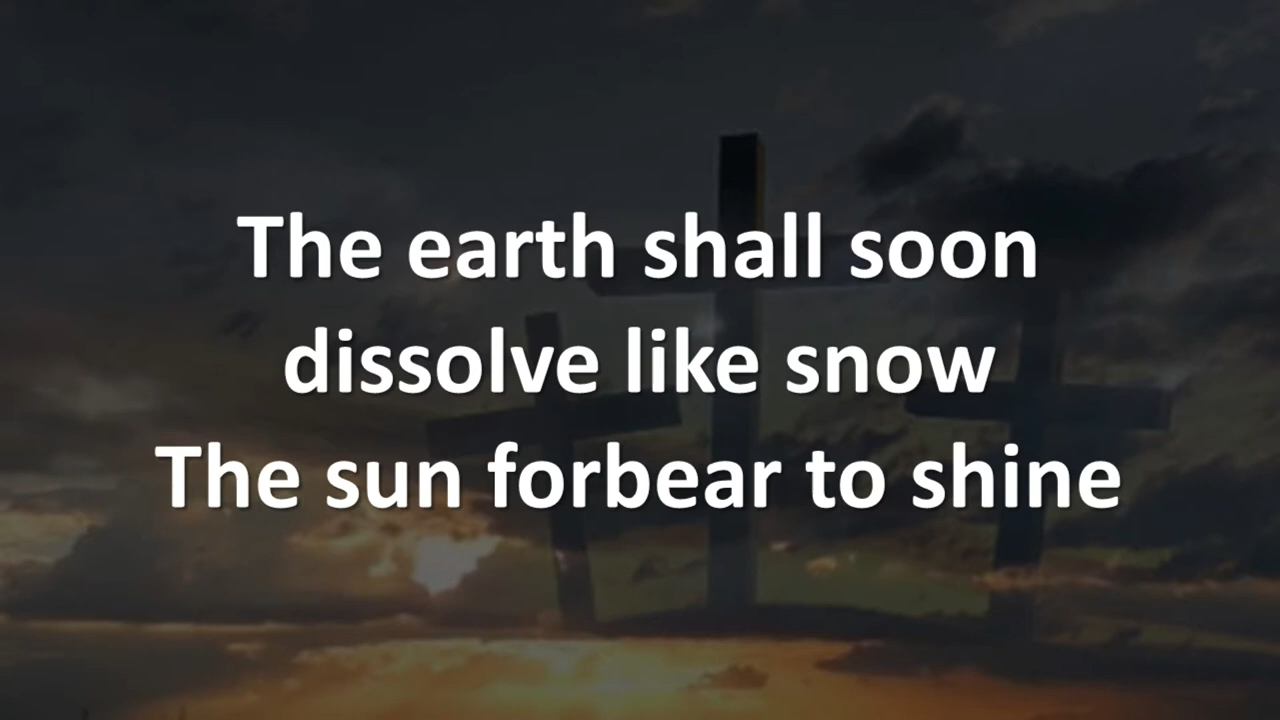 The earth shall soon
dissolve like snow
The sun forbear to shine